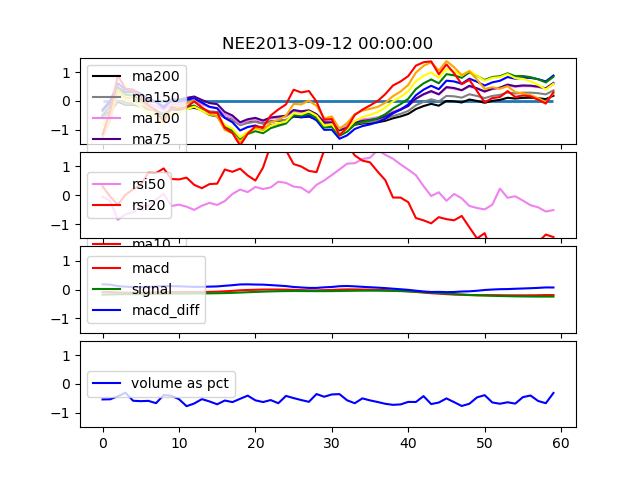 NEE2013-09-12 00:00:00
1
0
−1
ma200
ma150
ma100
ma75
1
0
−1
rsi50
rsi20
ma10
1
0
−1
macd
signal
macd_diff
1
0
−1
volume as pct
0 10 20 30 40 50 60